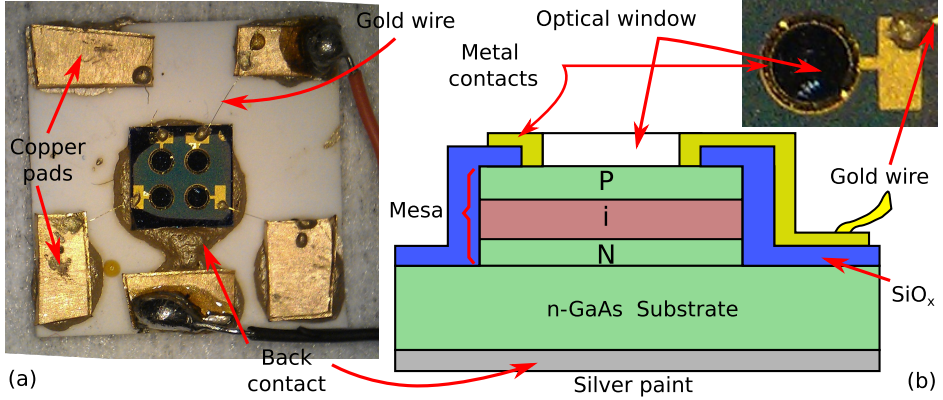 Gold wire
Optical window
Metal
contacts
Copper
pads
Gold wire
Mesa
P
i
N
SiOₓ
n-GaAs Substrate
Back
contact
Silver paint
(a)
(b)